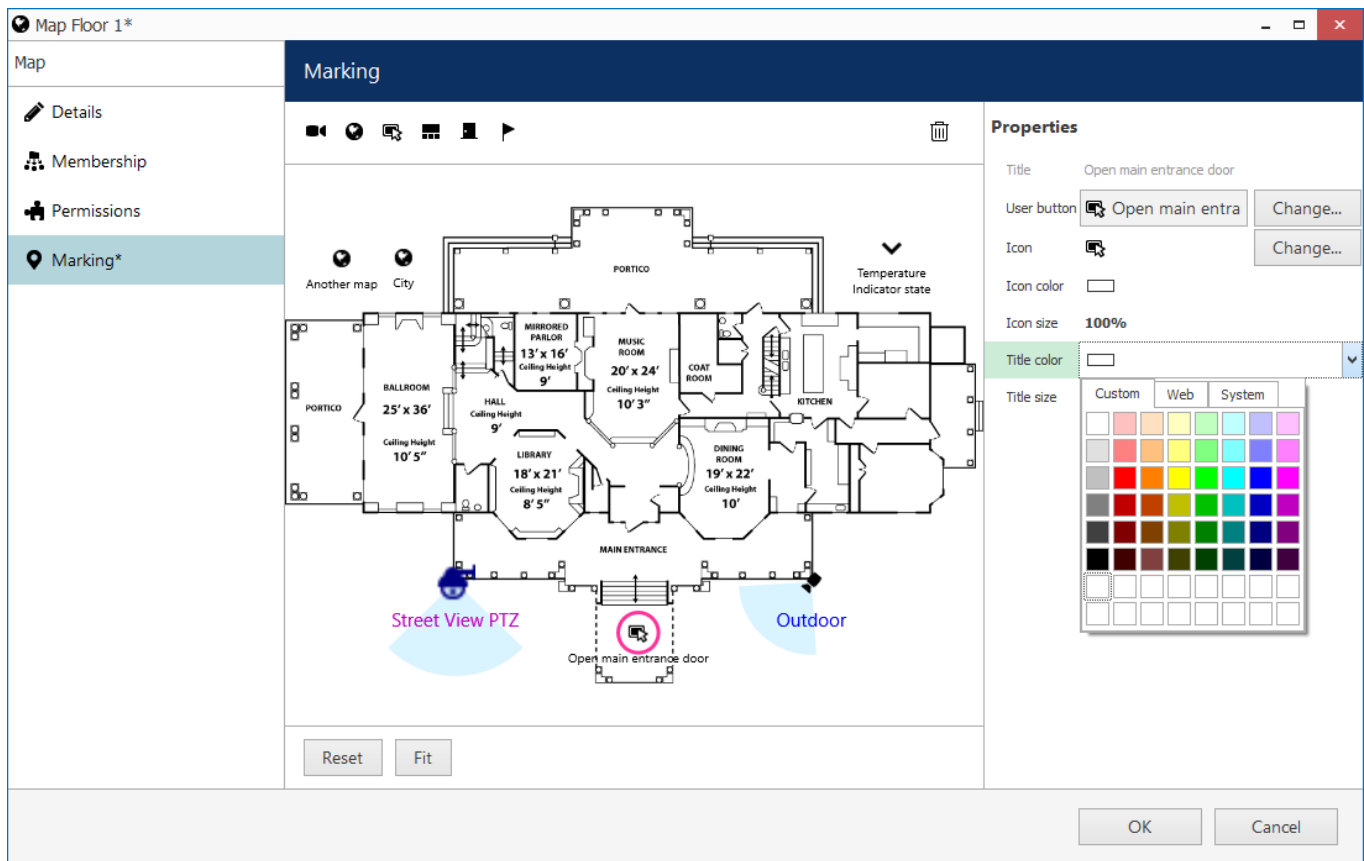 Map Floor 1*
Map
Details
Membership
Permissions
Marking*
Marking
Another map
City
Temperature
Indicator state
PORTICO
MIRRORED
PARLOR
13' x 16'
Ceiling Height
9'
MUSIC
ROOM
20' x 24'
Ceiling Height
10' 3"
COAT
ROOM
KITCHEN
PORTICO
BALLROOM
25' x 36'
Ceiling Height
10' 5"
HALL
Ceiling Height
9'
LIBRARY
18' x 21'
Ceiling Height
8' 5"
DINING
ROOM
19' x 22'
Ceiling Height
10'
MAIN ENTRANCE
Street View PTZ
Outdoor
Open main entrance door
Reset
Fit
Properties
Title Open main entrance door
User button Open main entra Change...
Icon Change...
Icon color
Icon size 100%
Title color
Title size
Custom Web System
OK
Cancel